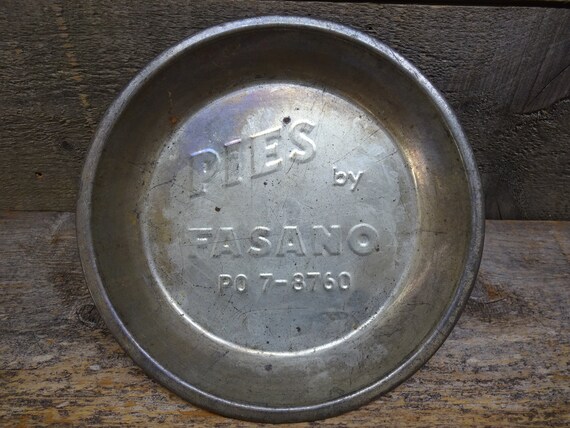 PIES by
FASANO
PO 7-8760